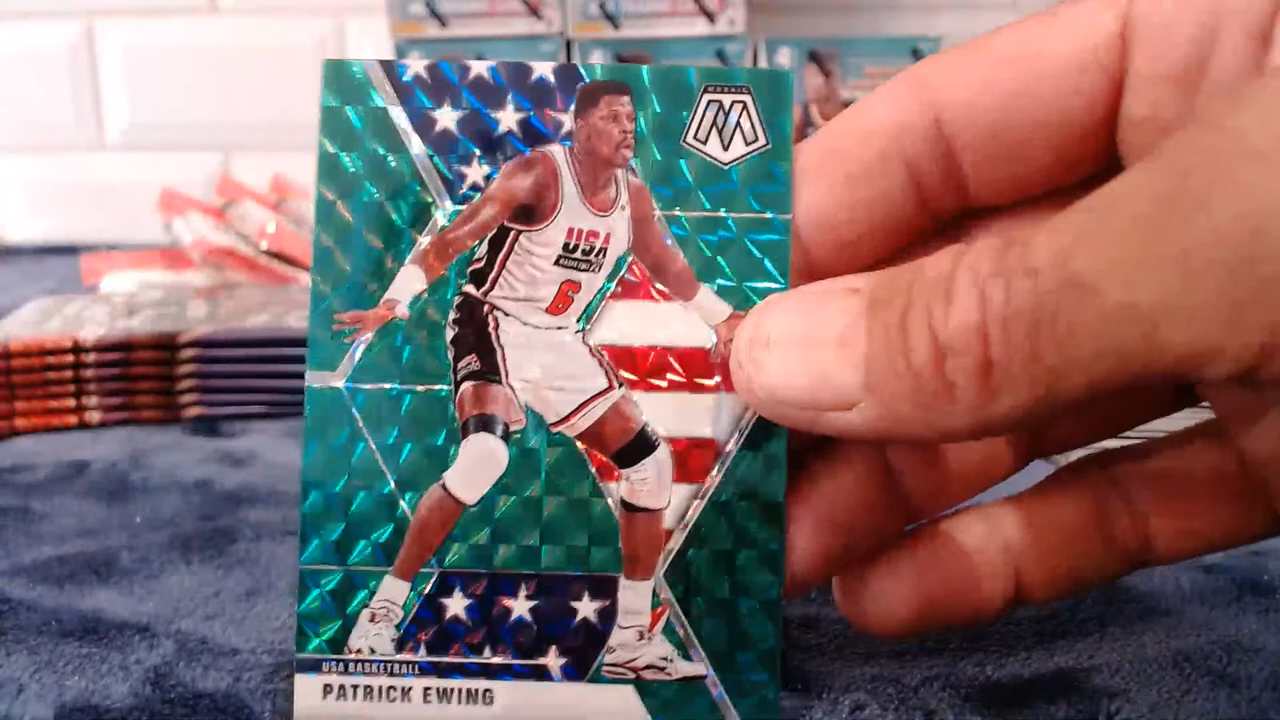 MOSAIC
M
USA
BASKETBALL
6
USA BASKETBALL
PATRICK EWING